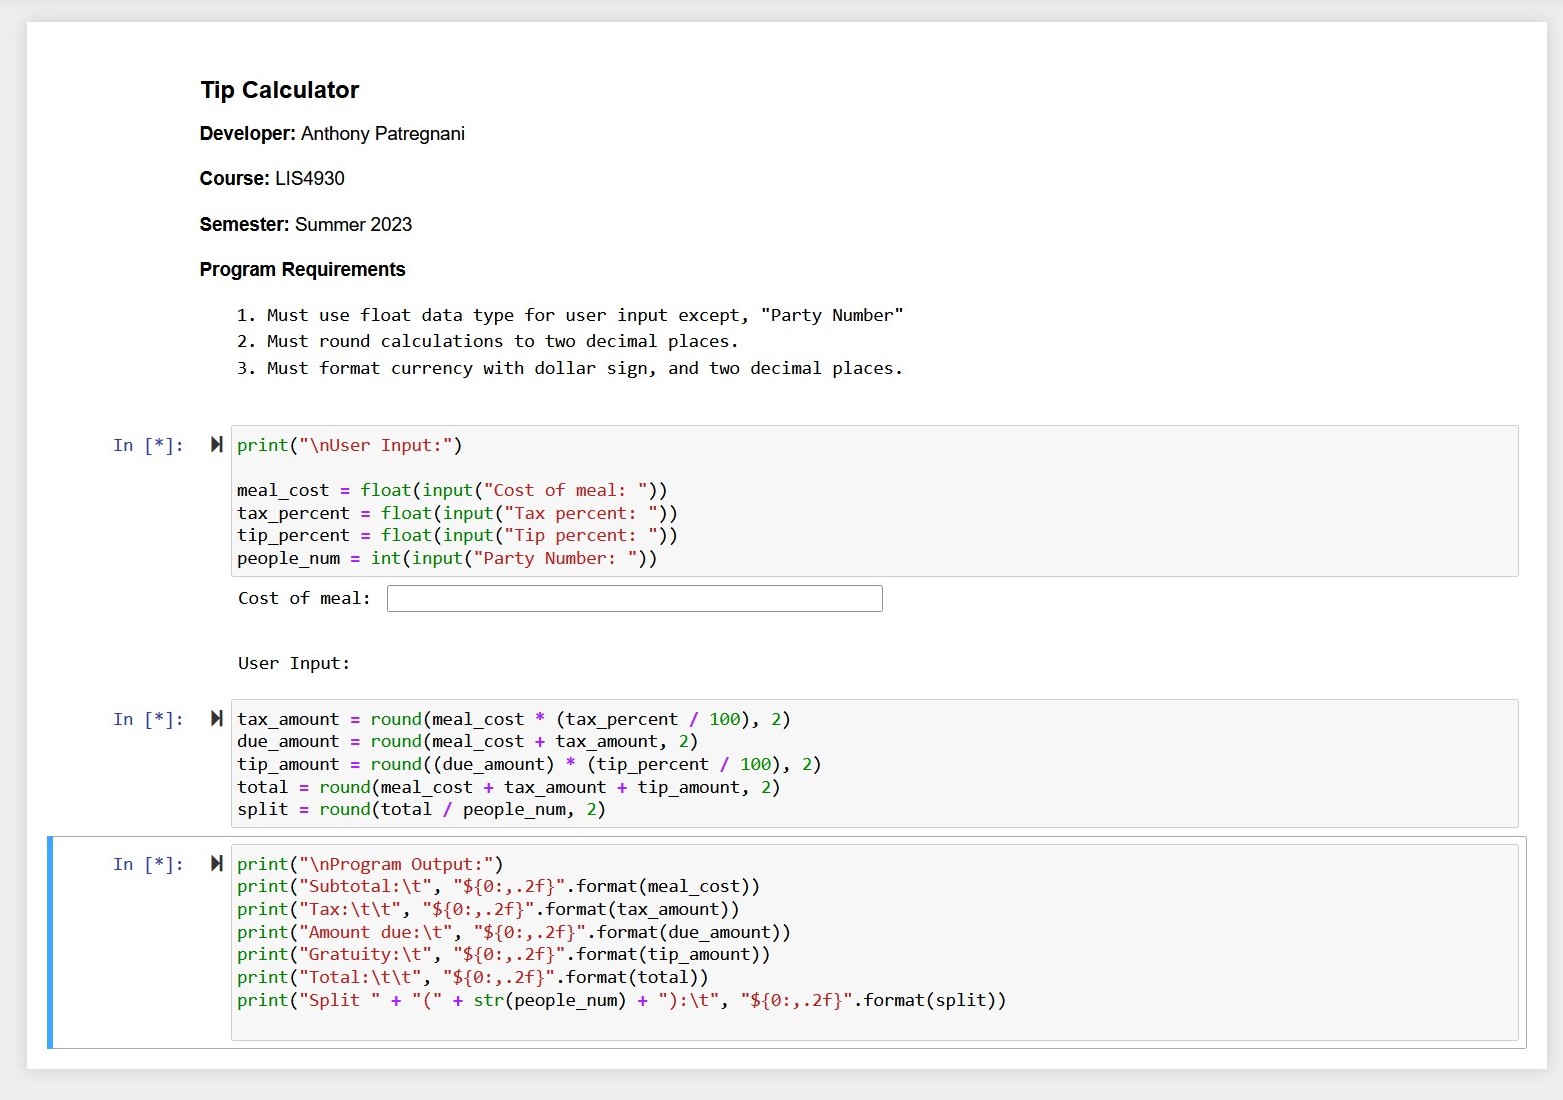 Tip Calculator
Developer: Anthony Patregnani
Course: LIS4930
Semester: Summer 2023
Program Requirements
1. Must use float data type for user input except, "Party Number"
2. Must round calculations to two decimal places.
3. Must format currency with dollar sign, and two decimal places.
In [*]: print("\nUser Input:")
meal_cost = float(input("Cost of meal: "))
tax_percent = float(input("Tax percent: "))
tip_percent = float(input("Tip percent: "))
people_num = int(input("Party Number: "))
Cost of meal:
User Input:
In [*]: tax_amount = round(meal_cost * (tax_percent / 100), 2)
due_amount = round(meal_cost + tax_amount, 2)
tip_amount = round((due_amount) * (tip_percent / 100), 2)
total = round(meal_cost + tax_amount + tip_amount, 2)
split = round(total / people_num, 2)
In [*]: print("\nProgram Output:")
print("Subtotal:\t", "${0:,.2f}".format(meal_cost))
print("Tax:\t\t", "${0:,.2f}".format(tax_amount))
print("Amount due:\t", "${0:,.2f}".format(due_amount))
print("Gratuity:\t", "${0:,.2f}".format(tip_amount))
print("Total:\t\t", "${0:,.2f}".format(total))
print("Split " + "(" + str(people_num) + "):\t", "${0:,.2f}".format(split))